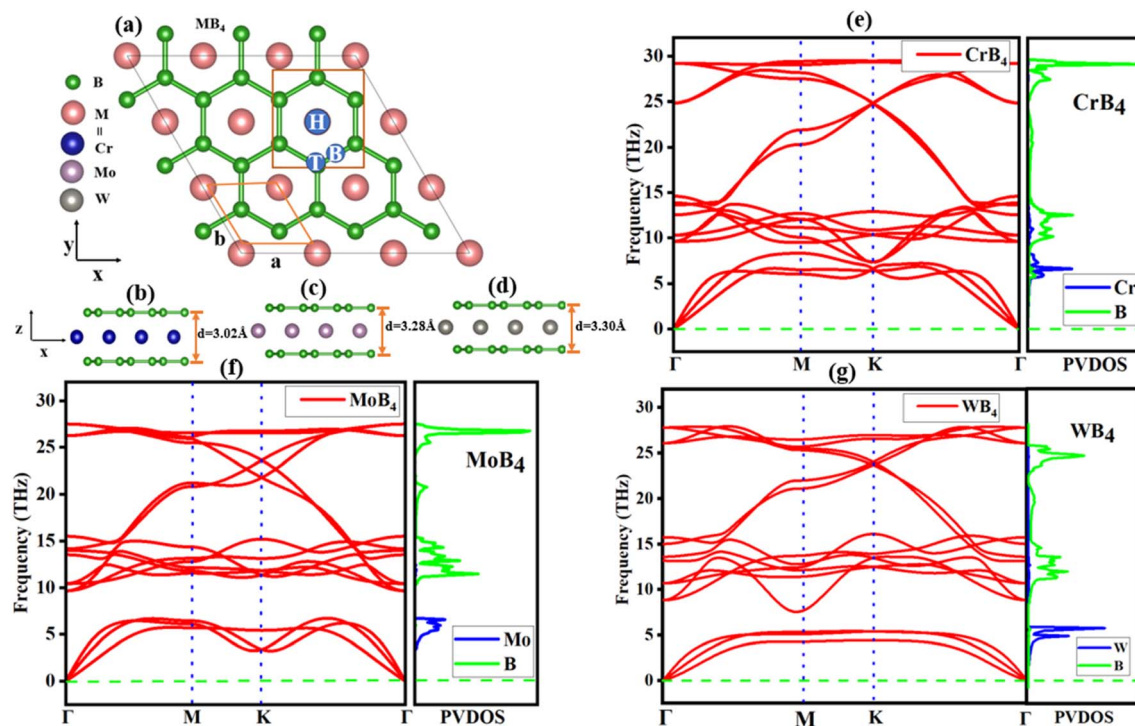 (a)
MB4
B
M
=
Cr
Mo
W
H
B
T
b
a
y
x
(b)
(c)
(d)
z
x
d=3.02Å
d=3.28Å
d=3.30Å
(e)
Frequency (THz)
30
25
20
15
10
5
0
CrB4
CrB4
Cr
B
Γ
M
K
Γ
PVDOS
(f)
Frequency (THz)
30
25
20
15
10
5
0
MoB4
MoB4
Mo
B
Γ
M
K
Γ
PVDOS
(g)
Frequency (THz)
30
25
20
15
10
5
0
WB4
WB4
W
B
Γ
M
K
Γ
PVDOS